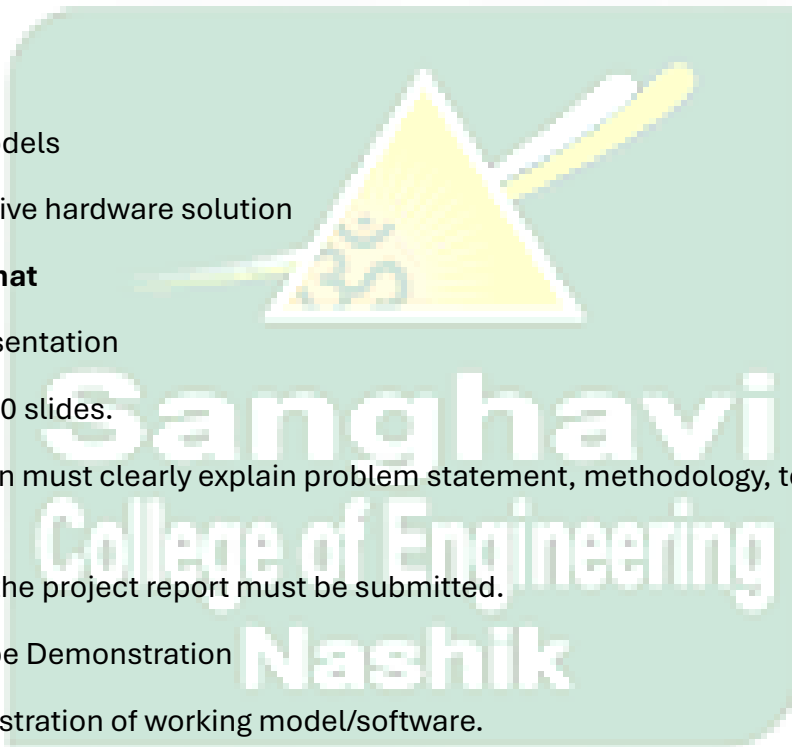 dels
ive hardware solution
nat
sentation
0 slides.
n must clearly explain problem statement, methodology, te
he project report must be submitted.
e Demonstration
stration of working model/software.
ॐ
Sanghavi
College of Engineering
Nashik